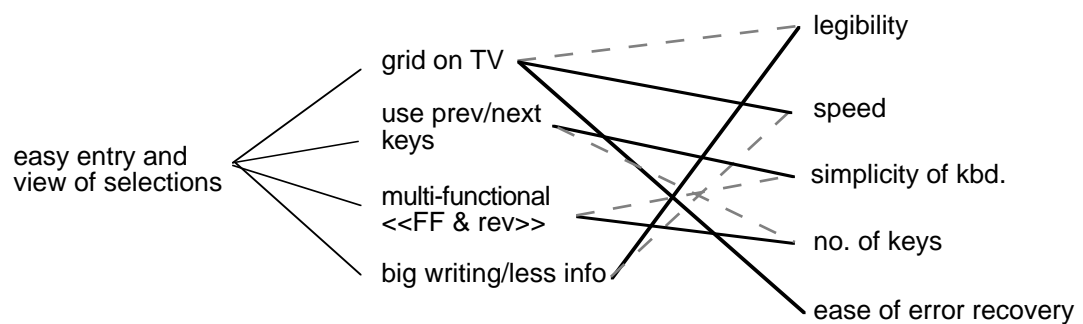 easy entry and
view of selections
grid on TV
use prev/next
keys
multi-functional
<<FF & rev>>
big writing/less info
legibility
speed
simplicity of kbd.
no. of keys
ease of error recovery